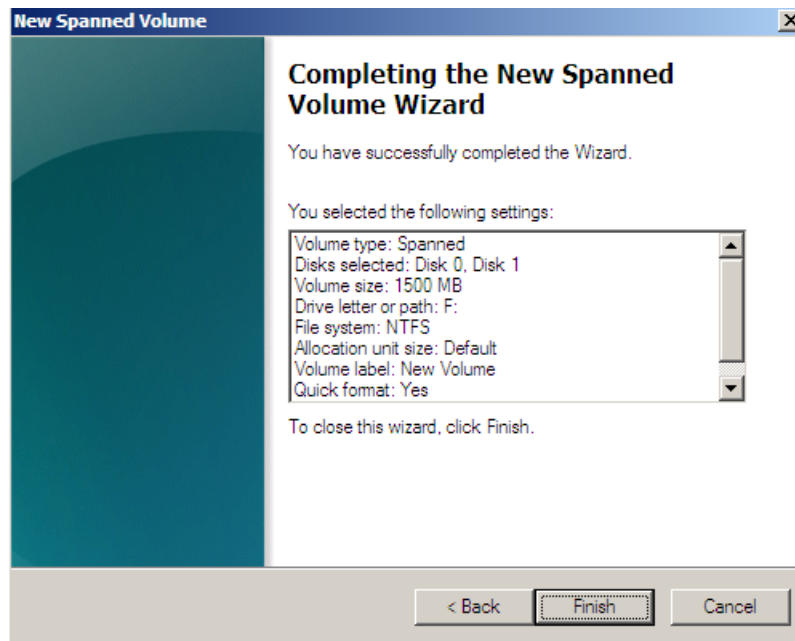 New Spanned Volume
Completing the New Spanned
Volume Wizard
You have successfully completed the Wizard.
You selected the following settings:
Volume type: Spanned
Disks selected: Disk 0, Disk 1
Volume size: 1500 MB
Drive letter or path: F:
File system: NTFS
Allocation unit size: Default
Volume label: New Volume
Quick format: Yes
To close this wizard, click Finish.
< Back Finish Cancel